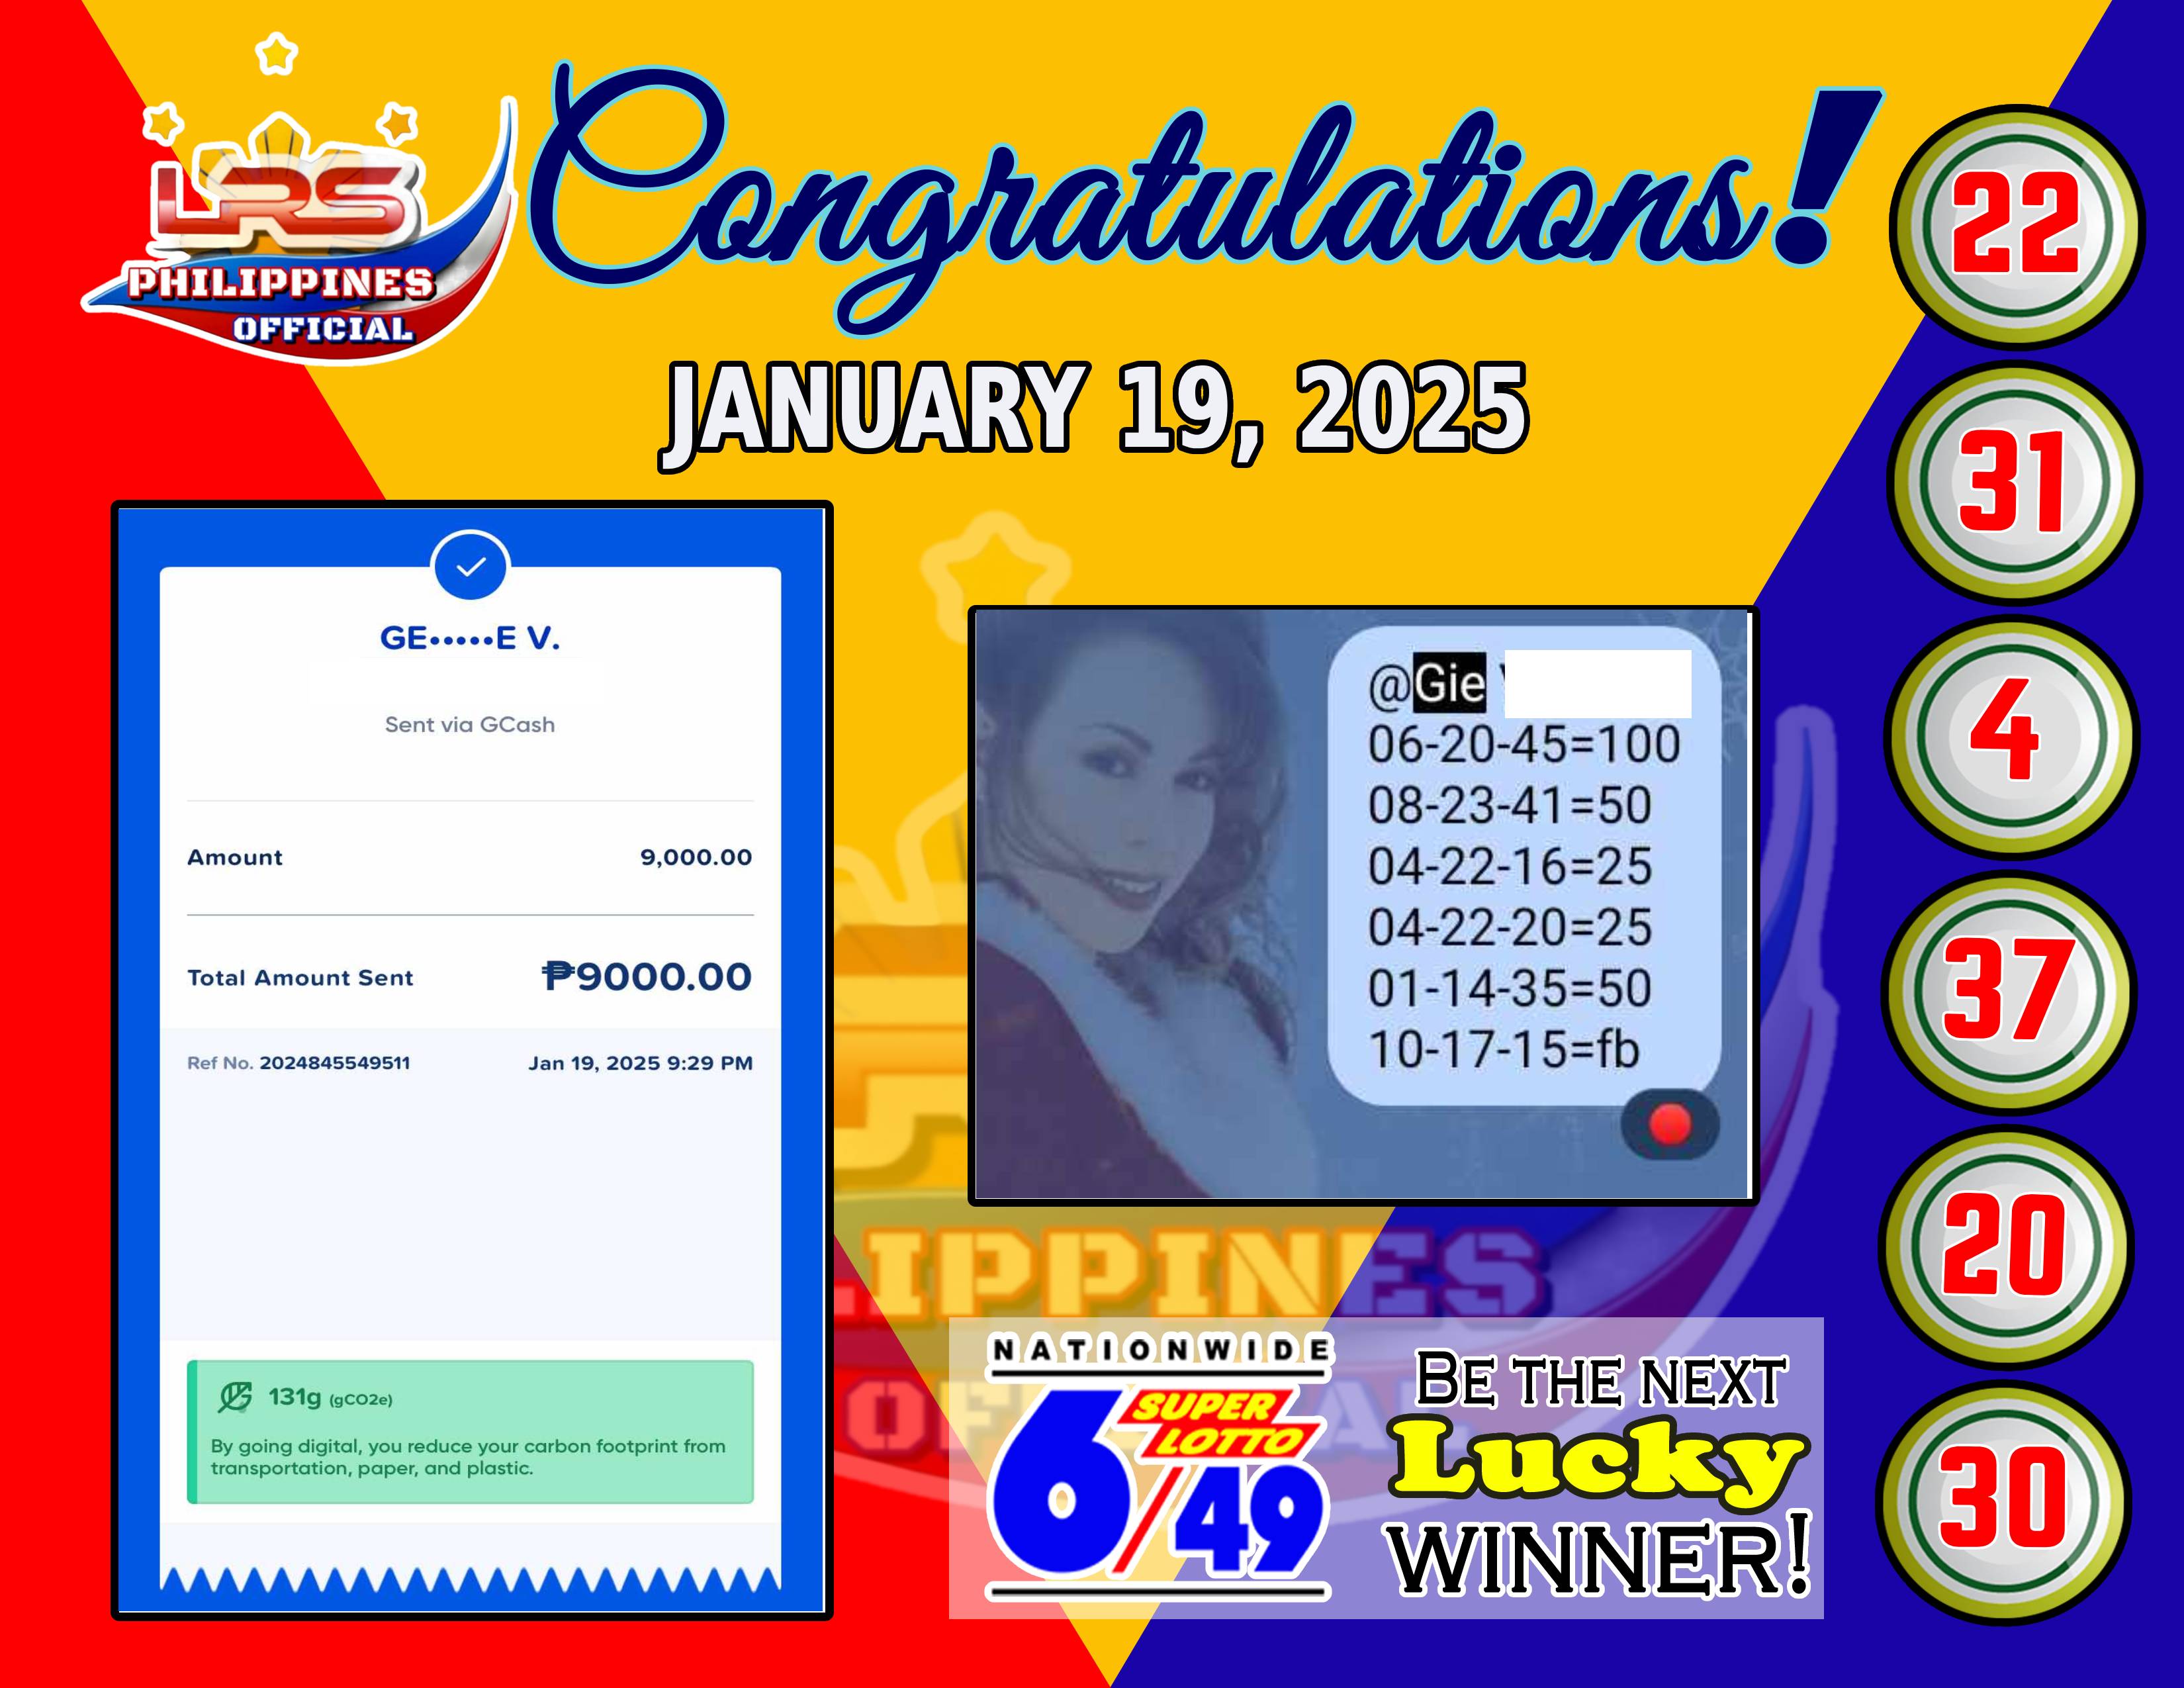 LRS
PHILIPPINES
OFFICIAL
Congratulations!
JANUARY 19, 2025
GE•••••E V.
Sent via GCash
Amount 9,000.00
Total Amount Sent ₱9000.00
Ref No. 2024845549511 Jan 19, 2025 9:29 PM
131g (gCO2e)
By going digital, you reduce your carbon footprint from
transportation, paper, and plastic.
@Gie
06-20-45=100
08-23-41=50
04-22-16=25
04-22-20=25
01-14-35=50
10-17-15=fb
IPPINES
NATIONWIDE
6/49
SUPER
LOTTO
BE THE NEXT
Lucky
WINNER!
22
31
4
37
20
30